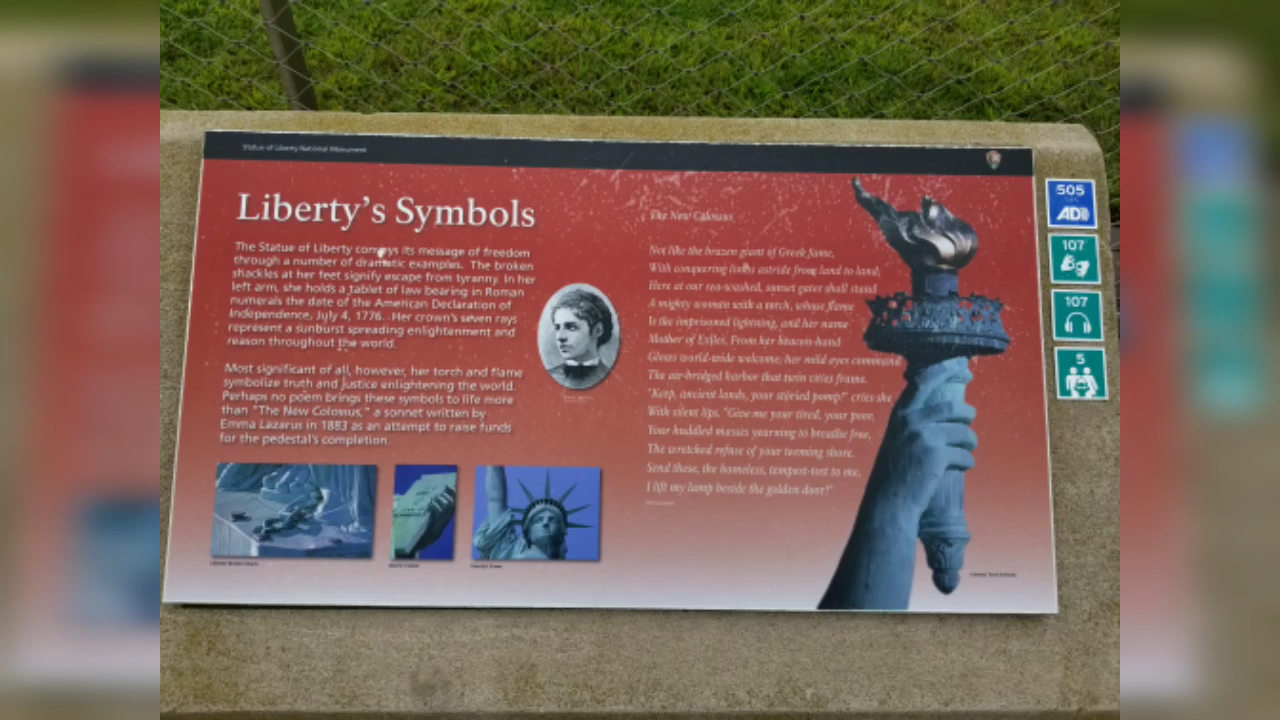 Statue of Liberty National Monument
Liberty's Symbols
The Statue of Liberty conveys its message of freedom
through a number of dramatic examples. The broken
shackles at her feet signify escape from tyranny. In her
left arm, she holds a tablet of law bearing in Roman
numerals the date of the American Declaration of
Independence, July 4, 1776. Her crown's seven rays
represent a sunburst spreading enlightenment and
reason throughout the world.
Most significant of all, however, her torch and flame
symbolize truth and justice enlightening the world.
Perhaps no poem brings these symbols to life more
than "The New Colossus," a sonnet written by
Emma Lazarus in 1883 as an attempt to raise funds
for the pedestal's completion.
The New Colossus
Not like the brazen giant of Greek fame,
With conquering limbs astride from land to land;
Here at our sea-washed, sunset gates shall stand
A mighty woman with a torch, whose flame
Is the imprisoned lightning, and her name
Mother of Exiles. From her beacon-hand
Glows world-wide welcome; her mild eyes command
The air-bridged harbor that twin cities frame.
"Keep, ancient lands, your storied pomp!" cries she
With silent lips. "Give me your tired, your poor,
Your huddled masses yearning to breathe free,
The wretched refuse of your teeming shore.
Send these, the homeless, tempest-tost to me,
I lift my lamp beside the golden door!"
505
AD
107
107
5